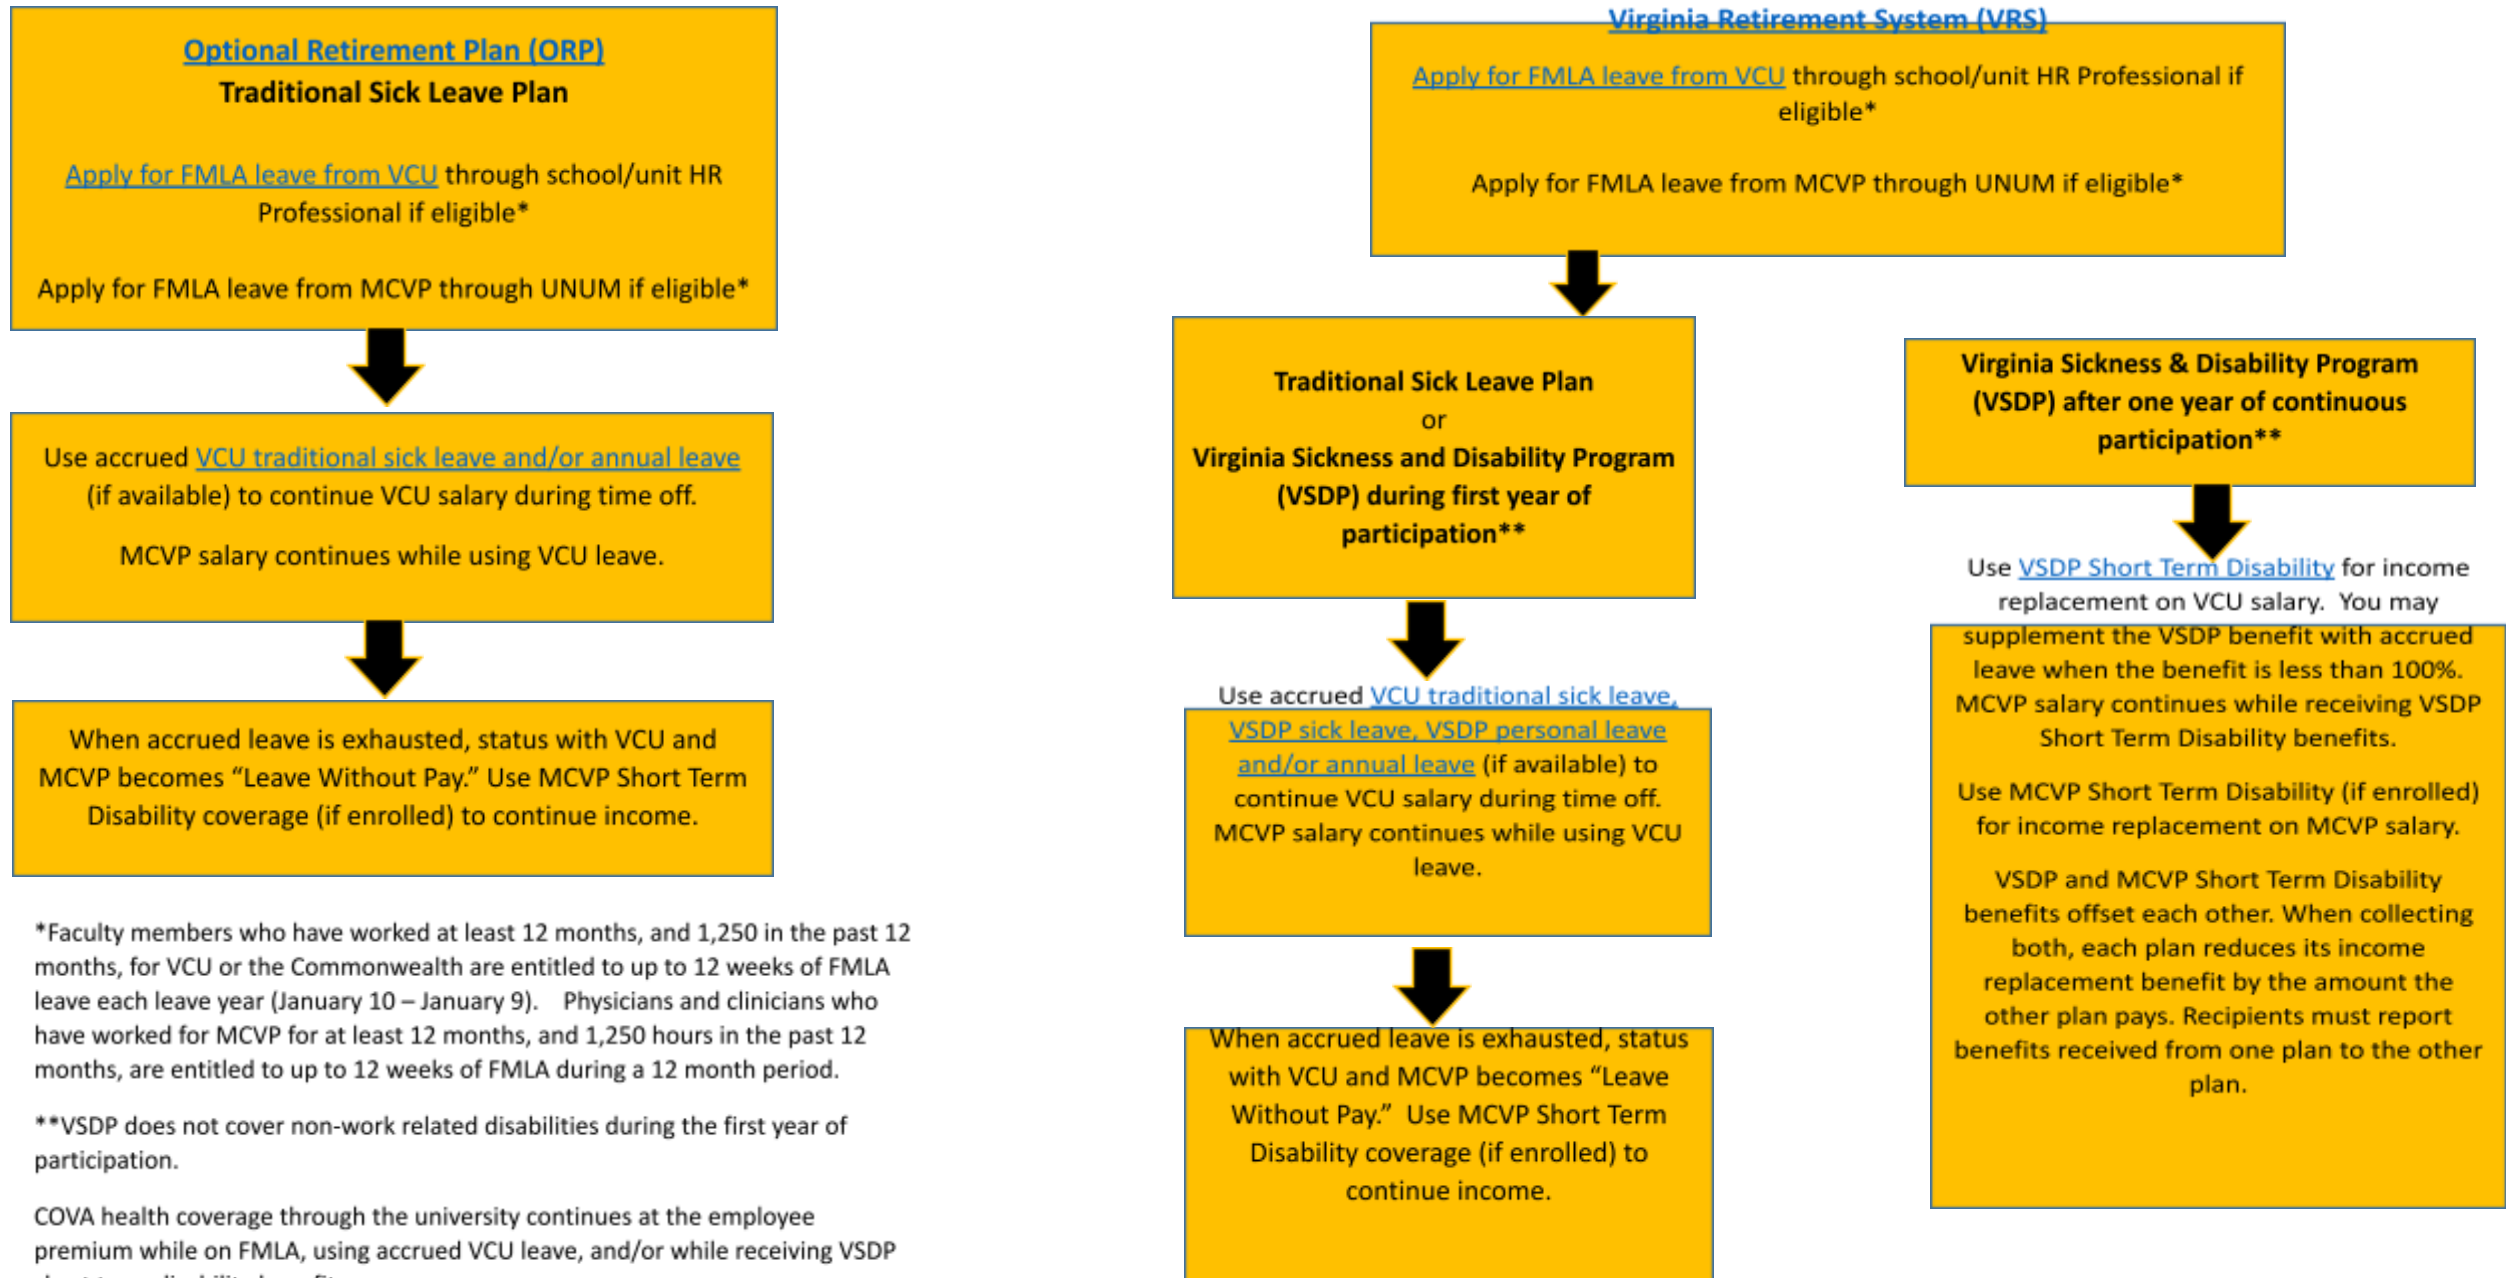 Optional Retirement Plan (ORP)
Traditional Sick Leave Plan
Apply for FMLA leave from VCU through school/unit HR
Professional if eligible*
Apply for FMLA leave from MCVP through UNUM if eligible*
Use accrued VCU traditional sick leave and/or annual leave
(if available) to continue VCU salary during time off.
MCVP salary continues while using VCU leave.
When accrued leave is exhausted, status with VCU and
MCVP becomes “Leave Without Pay.” Use MCVP Short Term
Disability coverage (if enrolled) to continue income.
*Faculty members who have worked at least 12 months, and 1,250 in the past 12
months, for VCU or the Commonwealth are entitled to up to 12 weeks of FMLA
leave each leave year (January 10 – January 9). Physicians and clinicians who
have worked for MCVP for at least 12 months, and 1,250 hours in the past 12
months, are entitled to up to 12 weeks of FMLA during a 12 month period.
**VSDP does not cover non-work related disabilities during the first year of
participation.
COVA health coverage through the university continues at the employee
premium while on FMLA, using accrued VCU leave, and/or while receiving VSDP
Virginia Retirement System (VRS)
Apply for FMLA leave from VCU through school/unit HR Professional if
eligible*
Apply for FMLA leave from MCVP through UNUM if eligible*
Traditional Sick Leave Plan
or
Virginia Sickness and Disability Program
(VSDP) during first year of
participation**
Use accrued VCU traditional sick leave,
VSDP sick leave, VSDP personal leave
and/or annual leave (if available) to
continue VCU salary during time off.
MCVP salary continues while using VCU
leave.
When accrued leave is exhausted, status
with VCU and MCVP becomes “Leave
Without Pay.” Use MCVP Short Term
Disability coverage (if enrolled) to
continue income.
Virginia Sickness & Disability Program
(VSDP) after one year of continuous
participation**
Use VSDP Short Term Disability for income
replacement on VCU salary. You may
supplement the VSDP benefit with accrued
leave when the benefit is less than 100%.
MCVP salary continues while receiving VSDP
Short Term Disability benefits.
Use MCVP Short Term Disability (if enrolled)
for income replacement on MCVP salary.
VSDP and MCVP Short Term Disability
benefits offset each other. When collecting
both, each plan reduces its income
replacement benefit by the amount the
other plan pays. Recipients must report
benefits received from one plan to the other
plan.